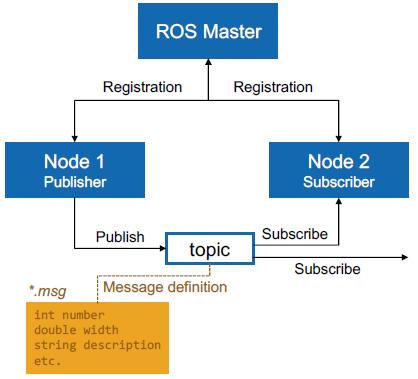 ROS Master
Registration
Registration
Node 1
Publisher
Node 2
Subscriber
Publish
topic
Subscribe
Subscribe
*.msg
Message definition
int number
double width
string description
etc.